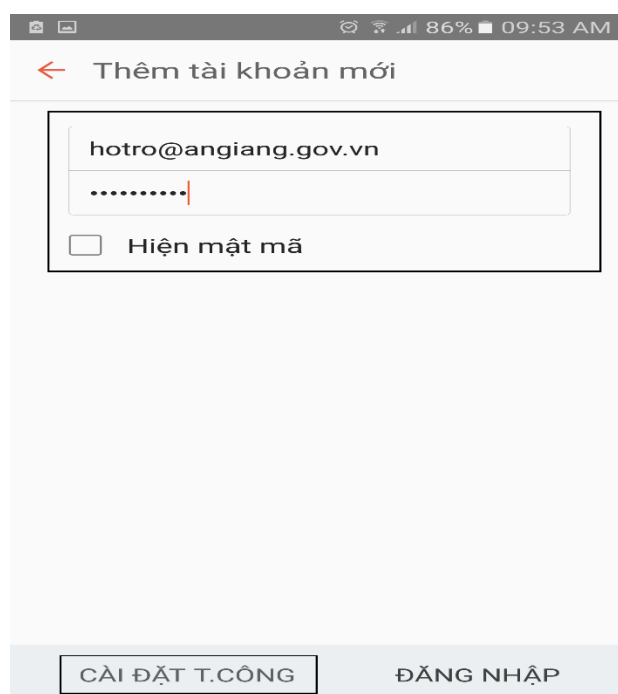 86% 09:53 AM
Thêm tài khoản mới
hotro@angiang.gov.vn
••••••••••
Hiện mật mã
CÀI ĐẶT T.CÔNG ĐĂNG NHẬP